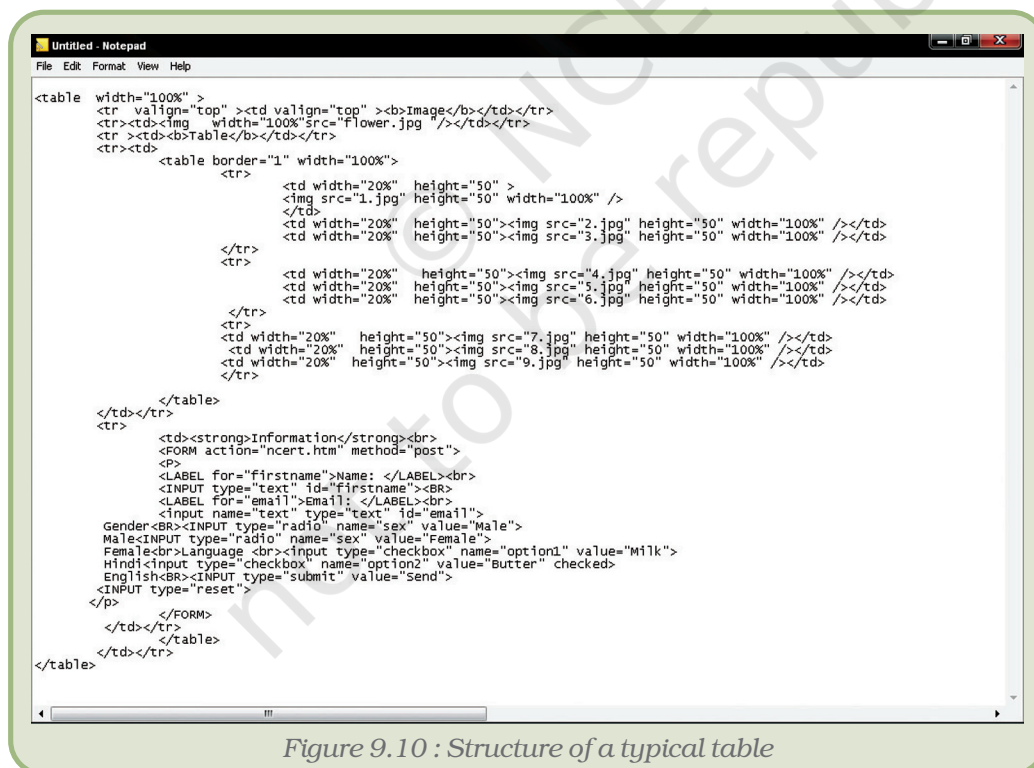 Untitled - Notepad
File Edit Format View Help
<table width="100%" >
<tr valign="top" ><td valign="top" ><b>Image</b></td></tr>
<tr><td><img width="100%"src="flower.jpg "/></td></tr>
<tr ><td><b>Table</b></td></tr>
<tr><td>
<table border="1" width="100%">
<tr>
<td width="20%" height="50" >
<img src="1.jpg" height="50" width="100%" />
</td>
<td width="20%" height="50"><img src="2.jpg" height="50" width="100%" /></td>
<td width="20%" height="50"><img src="3.jpg" height="50" width="100%" /></td>
</tr>
<tr>
<td width="20%" height="50"><img src="4.jpg" height="50" width="100%" /></td>
<td width="20%" height="50"><img src="5.jpg" height="50" width="100%" /></td>
<td width="20%" height="50"><img src="6.jpg" height="50" width="100%" /></td>
</tr>
<tr>
<td width="20%" height="50"><img src="7.jpg" height="50" width="100%" /></td>
<td width="20%" height="50"><img src="8.jpg" height="50" width="100%" /></td>
<td width="20%" height="50"><img src="9.jpg" height="50" width="100%" /></td>
</tr>
</table>
</td></tr>
<tr>
<td><strong>Information</strong><br>
<FORM action="ncert.htm" method="post">
<P>
<LABEL for="firstname">Name: </LABEL><br>
<INPUT type="text" id="firstname"><BR>
<LABEL for="email">Email: </LABEL><br>
<input name="text" type="text" id="email">
Gender<BR><INPUT type="radio" name="sex" value="Male">
Male<INPUT type="radio" name="sex" value="Female">
Female<br>Language <br><input type="checkbox" name="option1" value="Milk">
Hindi<input type="checkbox" name="option2" value="Butter" checked>
English<BR><INPUT type="submit" value="Send">
<INPUT type="reset">
</p>
</FORM>
</td></tr>
</table>
</td></tr>
</table>
Figure 9.10 : Structure of a typical table
© NCE
not to be repub